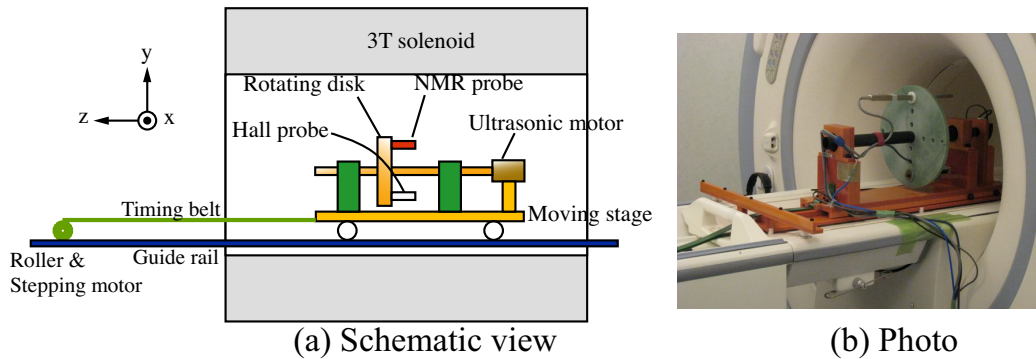 3T solenoid
y
z
x
Rotating disk
NMR probe
Hall probe
Ultrasonic motor
Timing belt
Moving stage
Guide rail
Roller &
Stepping motor
(a) Schematic view
(b) Photo